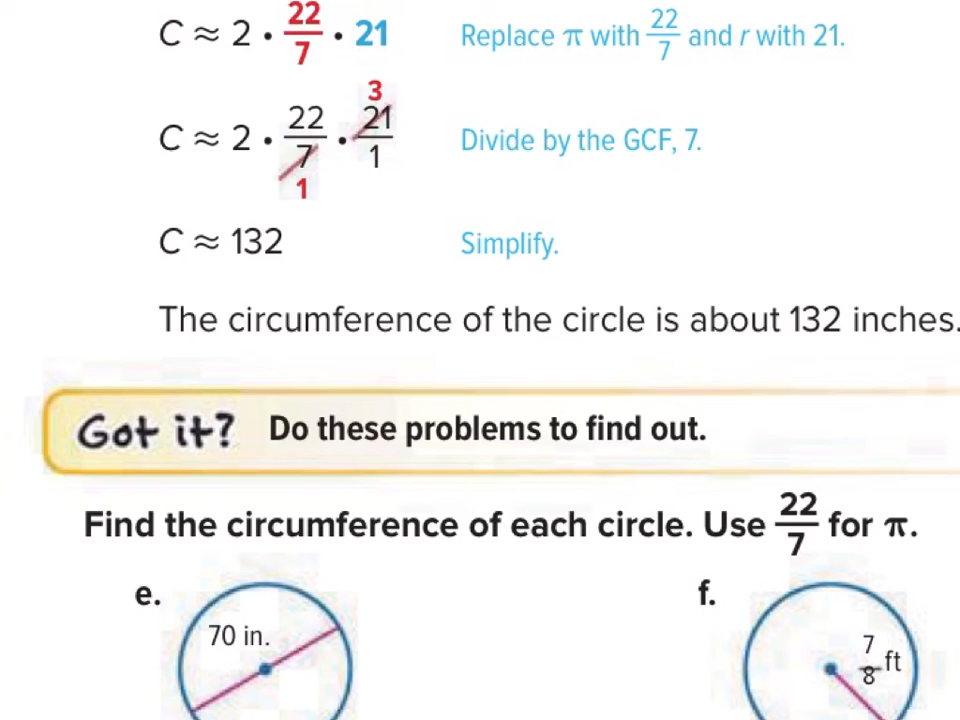 C ≈ 2 • 22/7 • 21 Replace π with 22/7 and r with 21.
C ≈ 2 • 22/7 • 21/1 Divide by the GCF, 7.
3
1
C ≈ 132 Simplify.
The circumference of the circle is about 132 inches.
Got it? Do these problems to find out.
Find the circumference of each circle. Use 22/7 for π.
e. f.
70 in. 7/8 ft